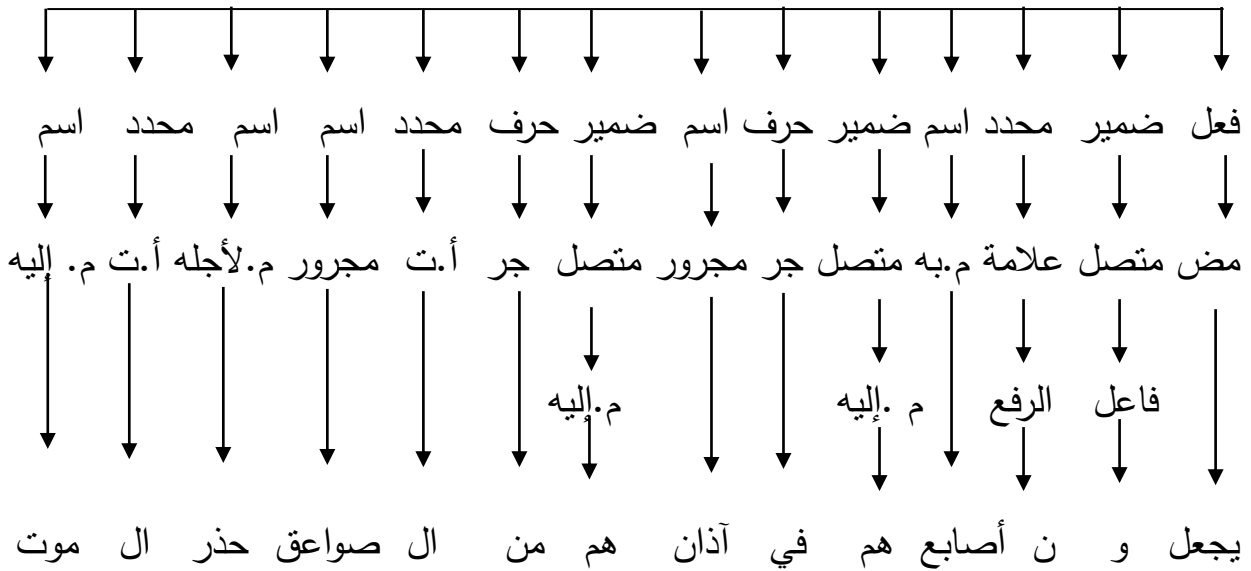 فعل ضمير محدد اسم ضمير حرف اسم ضمير حرف محدد اسم اسم محدد اسم
مض متصل علامة م.به متصل جر مجرور متصل جر أ.ت مجرور م.لأجله أ.ت م. إليه
فاعل الرفع م .إليه م.إليه
يجعل و ن أصابع هم في آذان هم من ال صواعق حذر ال موت